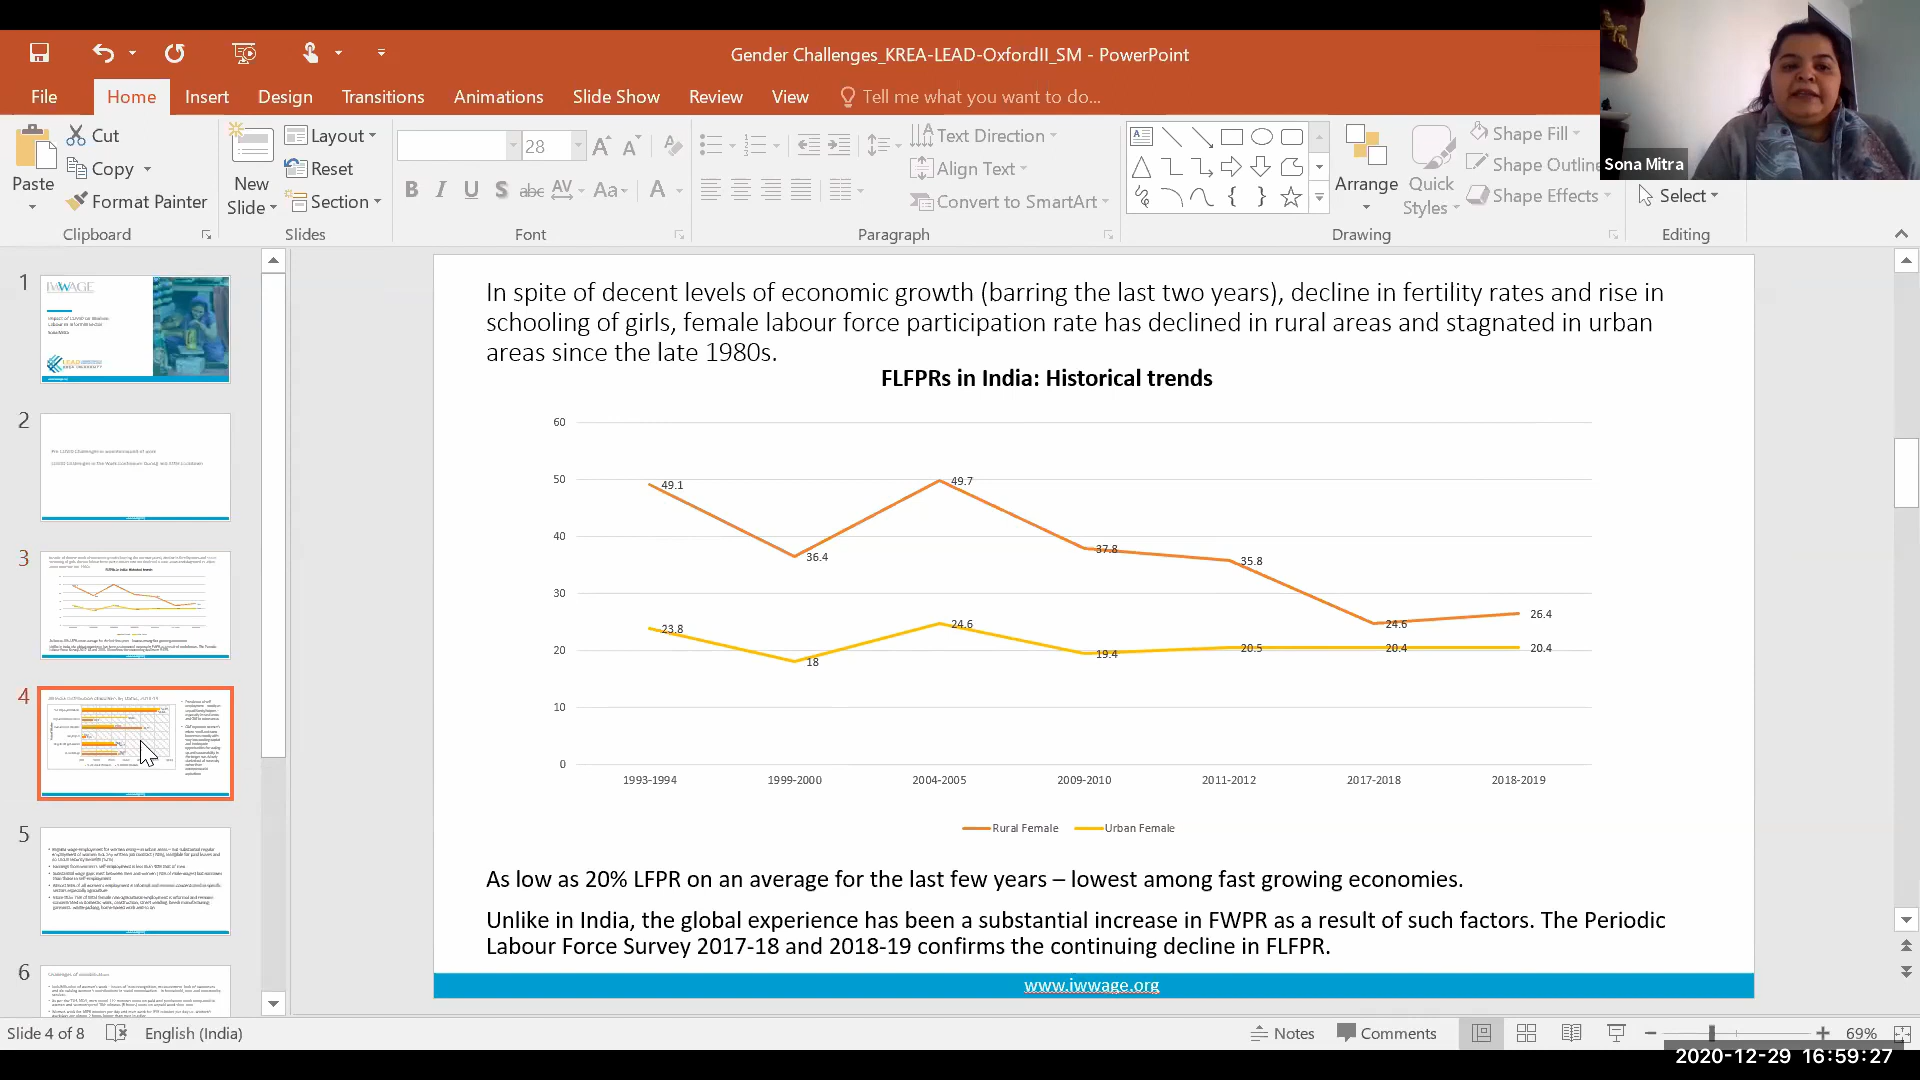 Gender Challenges_KREA-LEAD-OxfordII_SM - PowerPoint
File Home Insert Design Transitions Animations Slide Show Review View Tell me what you want to do...
Paste
Cut
Copy
Format Painter
Clipboard
New Slide
Layout
Reset
Section
Slides
28
B I U S abc AV Aa A
Font
Text Direction
Align Text
Convert to SmartArt
Paragraph
Arrange
Quick Styles
Shape Fill
Shape Outline
Shape Effects
Drawing
Select
Editing
Sona Mitra
1
2
3
4
5
6
In spite of decent levels of economic growth (barring the last two years), decline in fertility rates and rise in
schooling of girls, female labour force participation rate has declined in rural areas and stagnated in urban
areas since the late 1980s.
FLFPRs in India: Historical trends
60
50
40
30
20
10
0
49.1
36.4
49.7
37.8
35.8
24.6
26.4
23.8
18
24.6
19.4
20.5
20.4
20.4
1993-1994 1999-2000 2004-2005 2009-2010 2011-2012 2017-2018 2018-2019
Rural Female Urban Female
As low as 20% LFPR on an average for the last few years – lowest among fast growing economies.
Unlike in India, the global experience has been a substantial increase in FWPR as a result of such factors. The Periodic
Labour Force Survey 2017-18 and 2018-19 confirms the continuing decline in FLFPR.
www.iwwage.org
Slide 4 of 8 English (India) Notes Comments 69%
2020-12-29 16:59:27